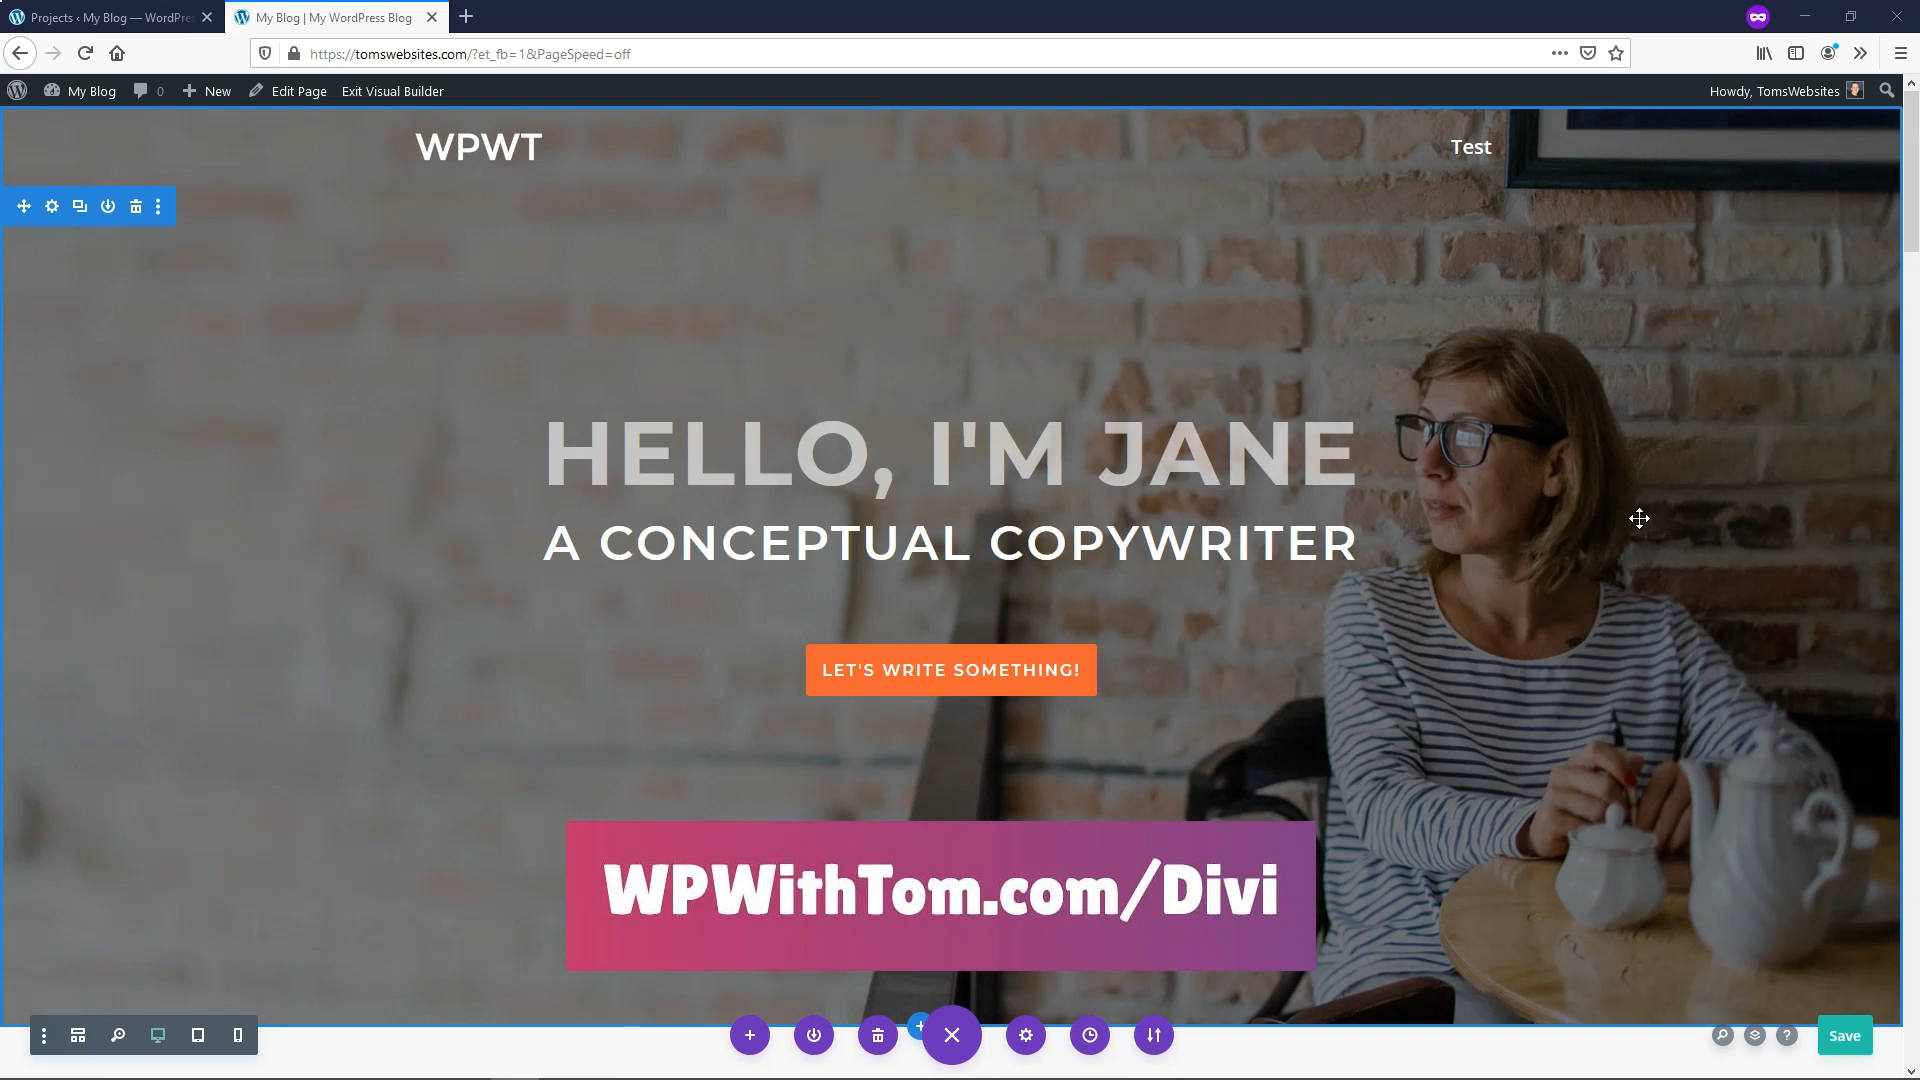 Projects ‹ My Blog — WordPre
My Blog | My WordPress Blog
https://tomswebsites.com/?et_fb=1&PageSpeed=off
My Blog
0
New
Edit Page
Exit Visual Builder
Howdy, TomsWebsites
WPWT
Test
HELLO, I'M JANE
A CONCEPTUAL COPYWRITER
LET'S WRITE SOMETHING!
WPWithTom.com/Divi
Save